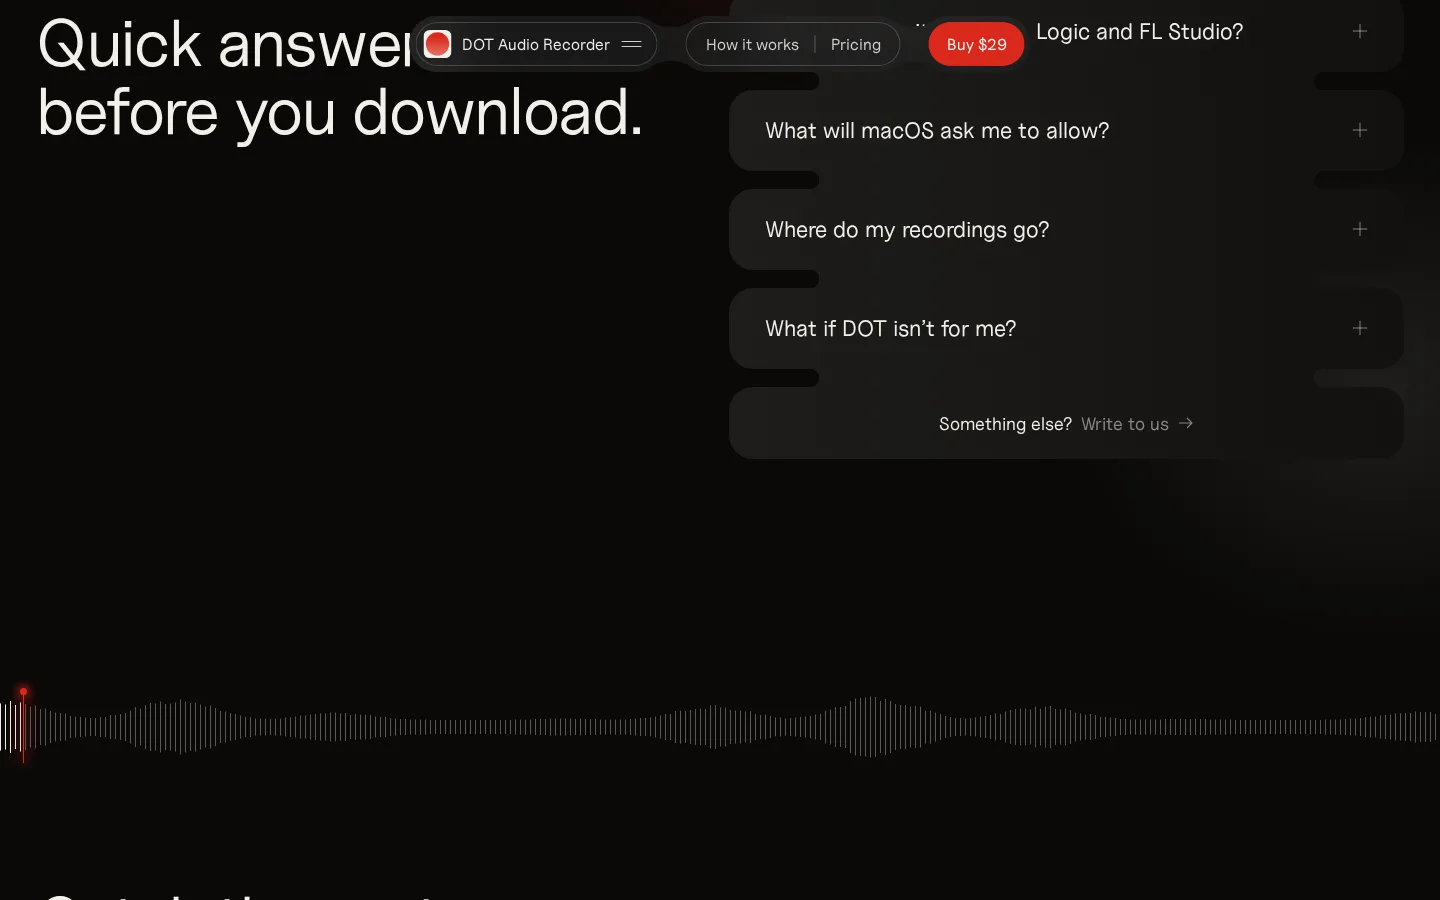 Quick answer
before you download.
DOT Audio Recorder
How it works
Pricing
Buy $29
Logic and FL Studio?
What will macOS ask me to allow?
Where do my recordings go?
What if DOT isn’t for me?
Something else? Write to us →